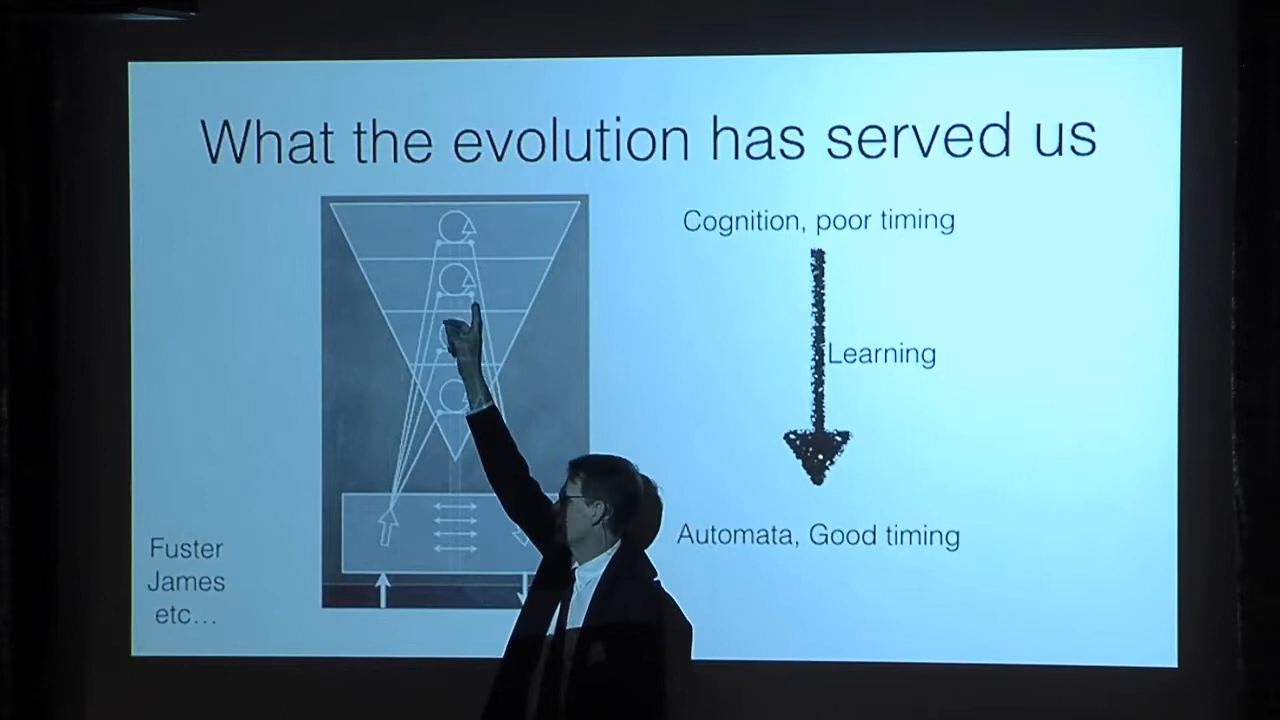 What the evolution has served us
Cognition, poor timing
Learning
Automata, Good timing
Fuster
James
etc...